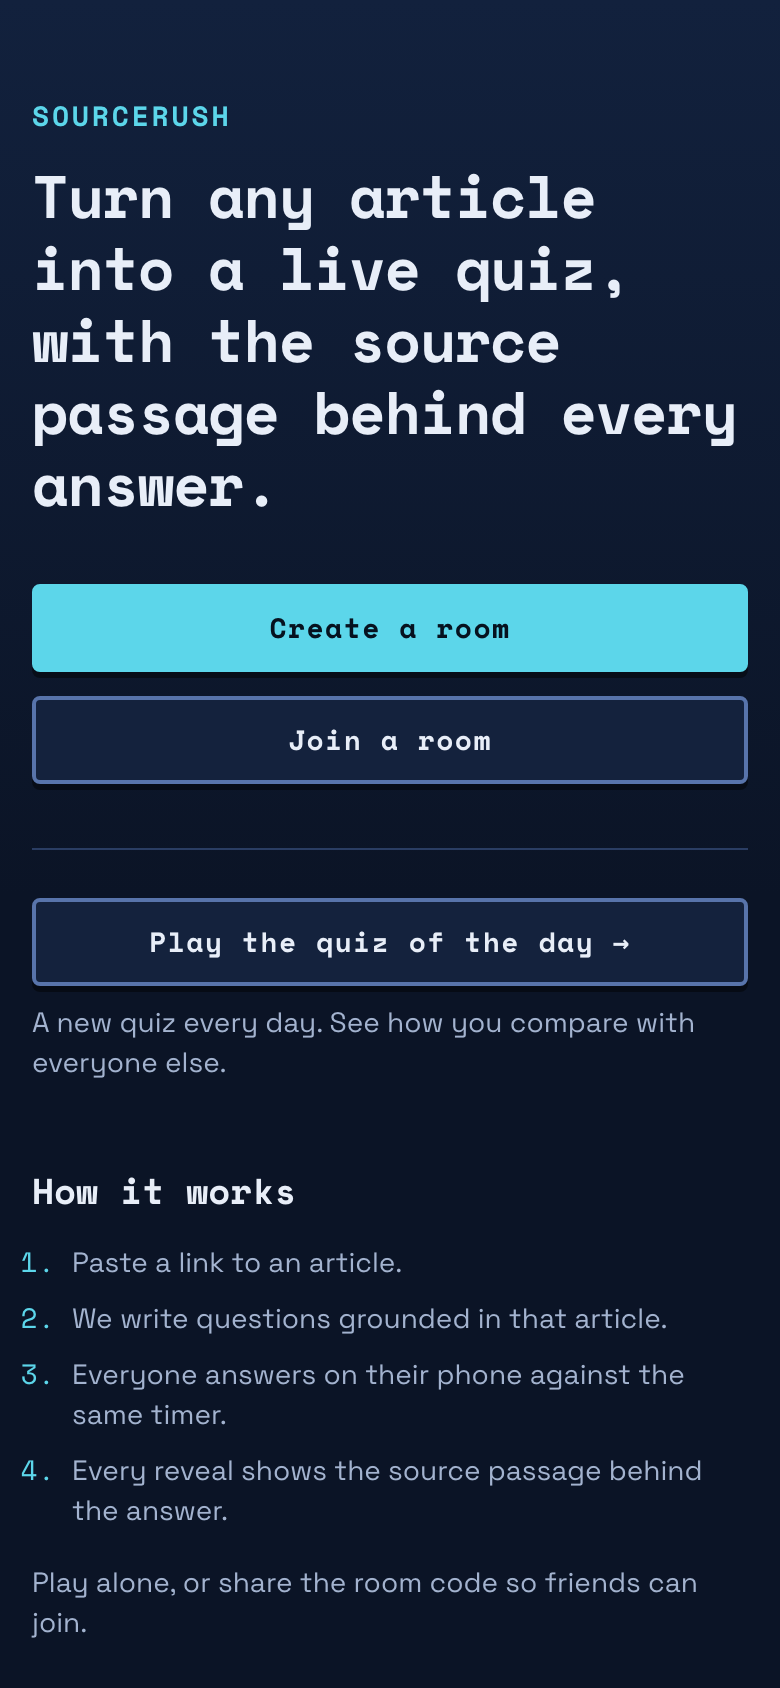 SOURCERUSH
Turn any article
into a live quiz,
with the source
passage behind every
answer.
Create a room
Join a room
Play the quiz of the day →
A new quiz every day. See how you compare with
everyone else.
How it works
1. Paste a link to an article.
2. We write questions grounded in that article.
3. Everyone answers on their phone against the
same timer.
4. Every reveal shows the source passage behind
the answer.
Play alone, or share the room code so friends can
join.